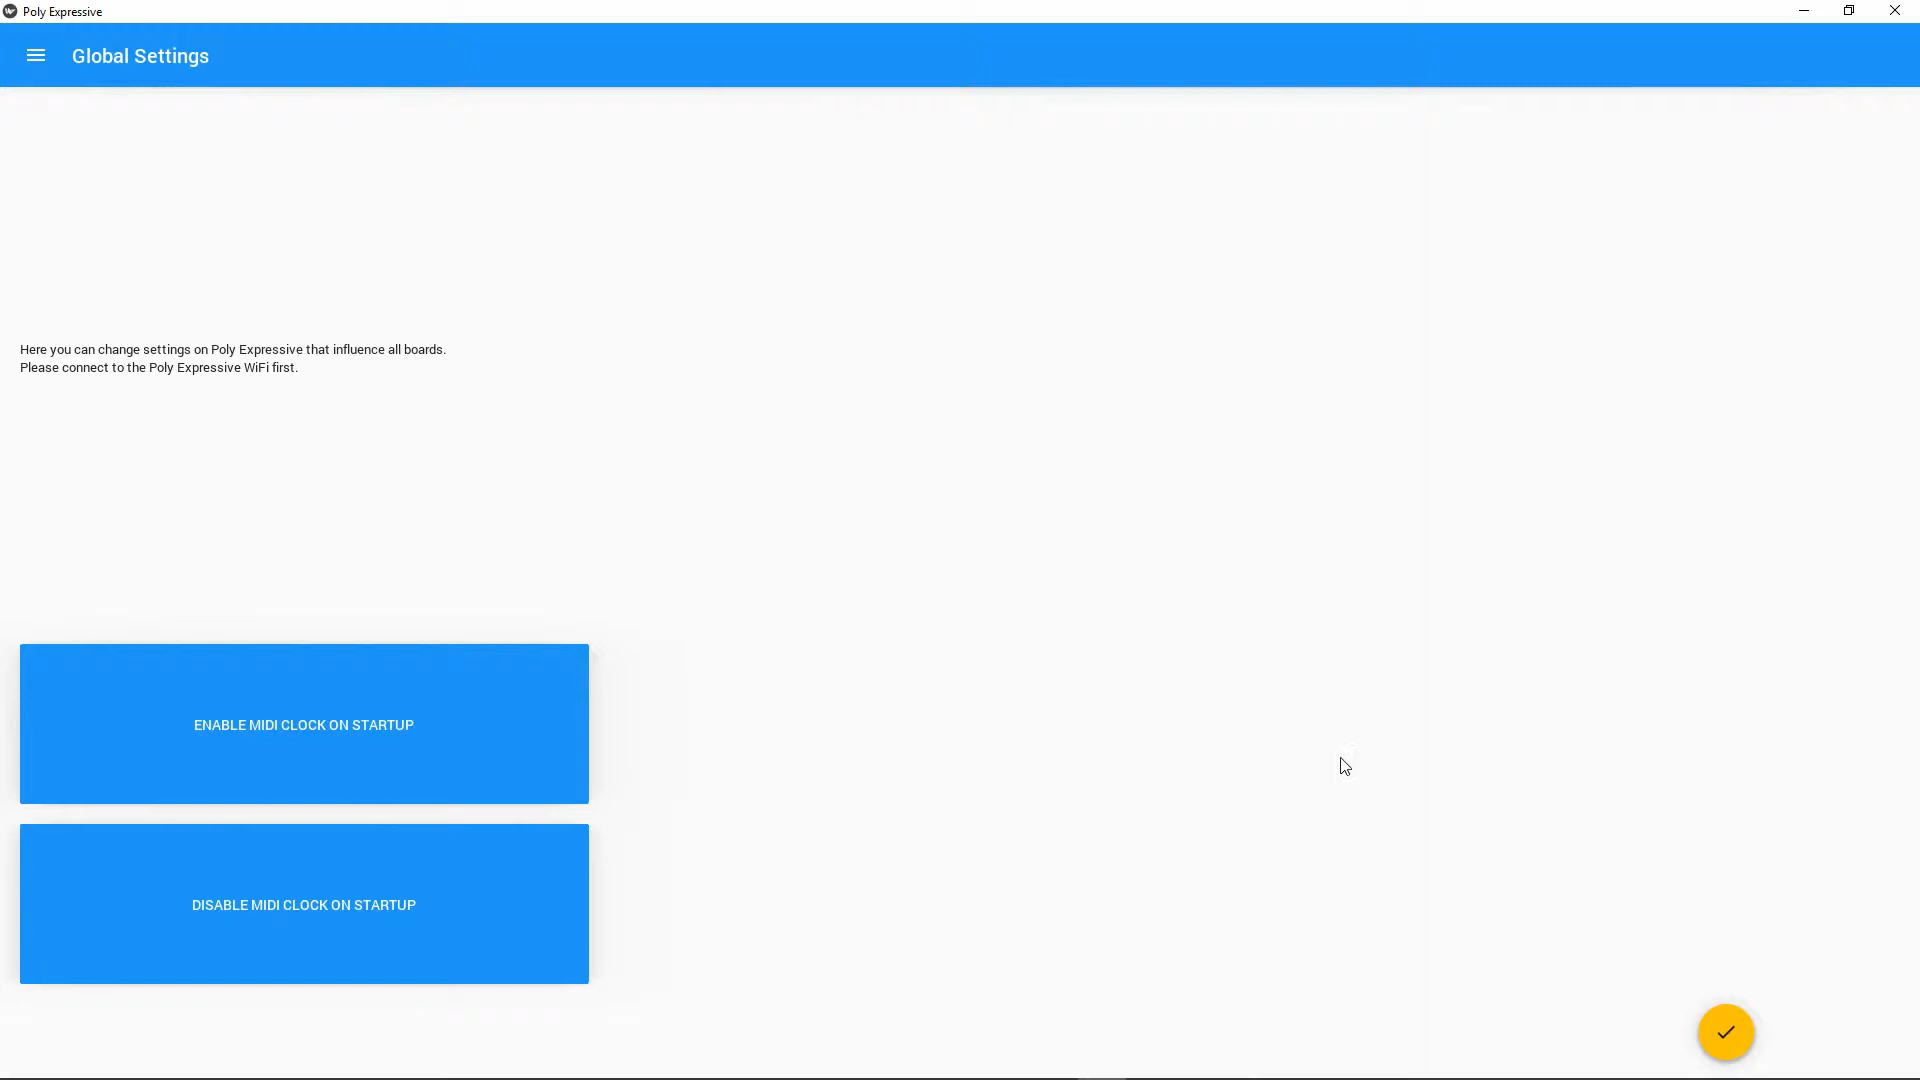 Poly Expressive
Global Settings
Here you can change settings on Poly Expressive that influence all boards.
Please connect to the Poly Expressive WiFi first.
ENABLE MIDI CLOCK ON STARTUP
DISABLE MIDI CLOCK ON STARTUP